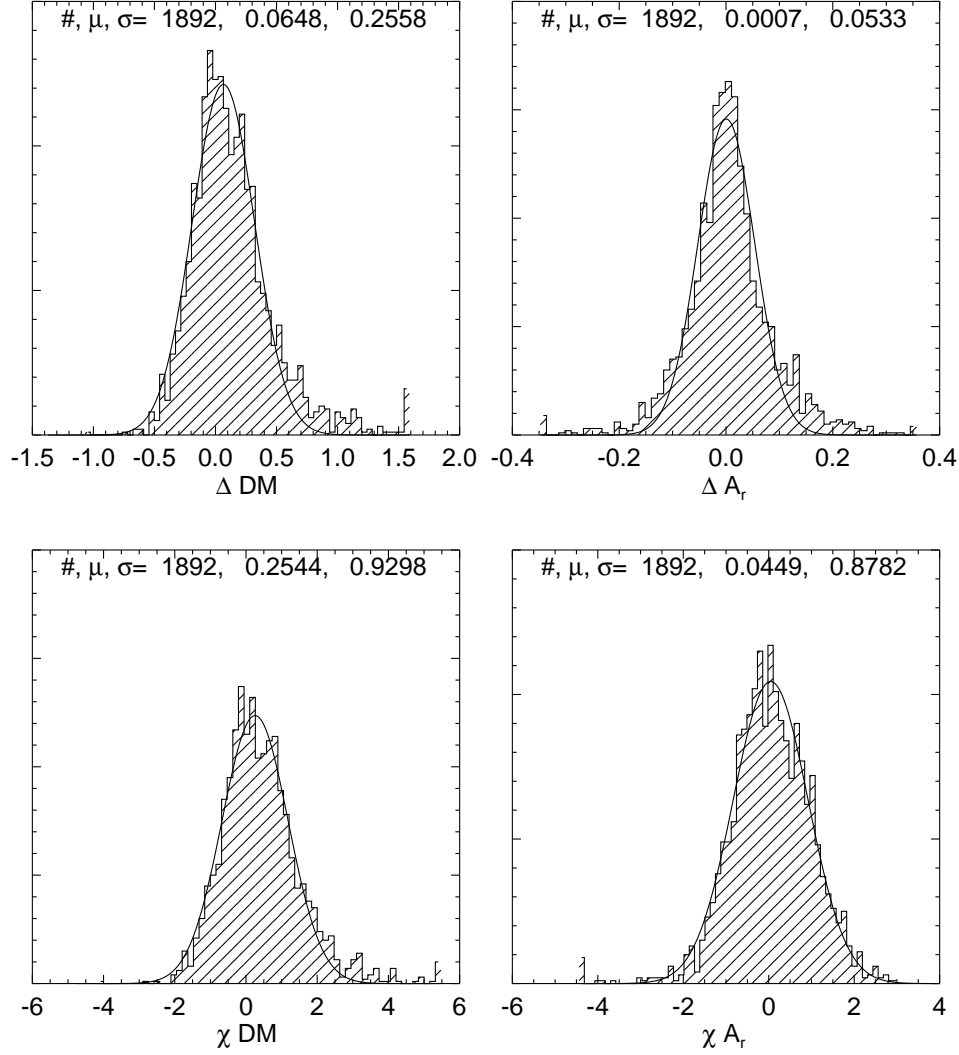 #, μ, σ= 1892, 0.0648, 0.2558
-1.5 -1.0 -0.5 0.0 0.5 1.0 1.5 2.0
Δ DM
#, μ, σ= 1892, 0.0007, 0.0533
-0.4 -0.2 0.0 0.2 0.4
Δ Aᵣ
#, μ, σ= 1892, 0.2544, 0.9298
-6 -4 -2 0 2 4 6
χ DM
#, μ, σ= 1892, 0.0449, 0.8782
-6 -4 -2 0 2 4
χ Aᵣ